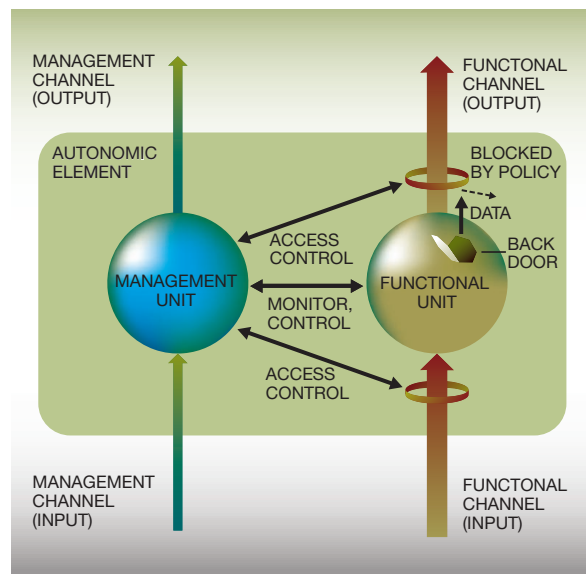 MANAGEMENT
CHANNEL
(OUTPUT)
FUNCTONAL
CHANNEL
(OUTPUT)
AUTONOMIC
ELEMENT
BLOCKED
BY POLICY
DATA
BACK
DOOR
ACCESS
CONTROL
MANAGEMENT
UNIT
MONITOR,
CONTROL
FUNCTIONAL
UNIT
ACCESS
CONTROL
MANAGEMENT
CHANNEL
(INPUT)
FUNCTONAL
CHANNEL
(INPUT)